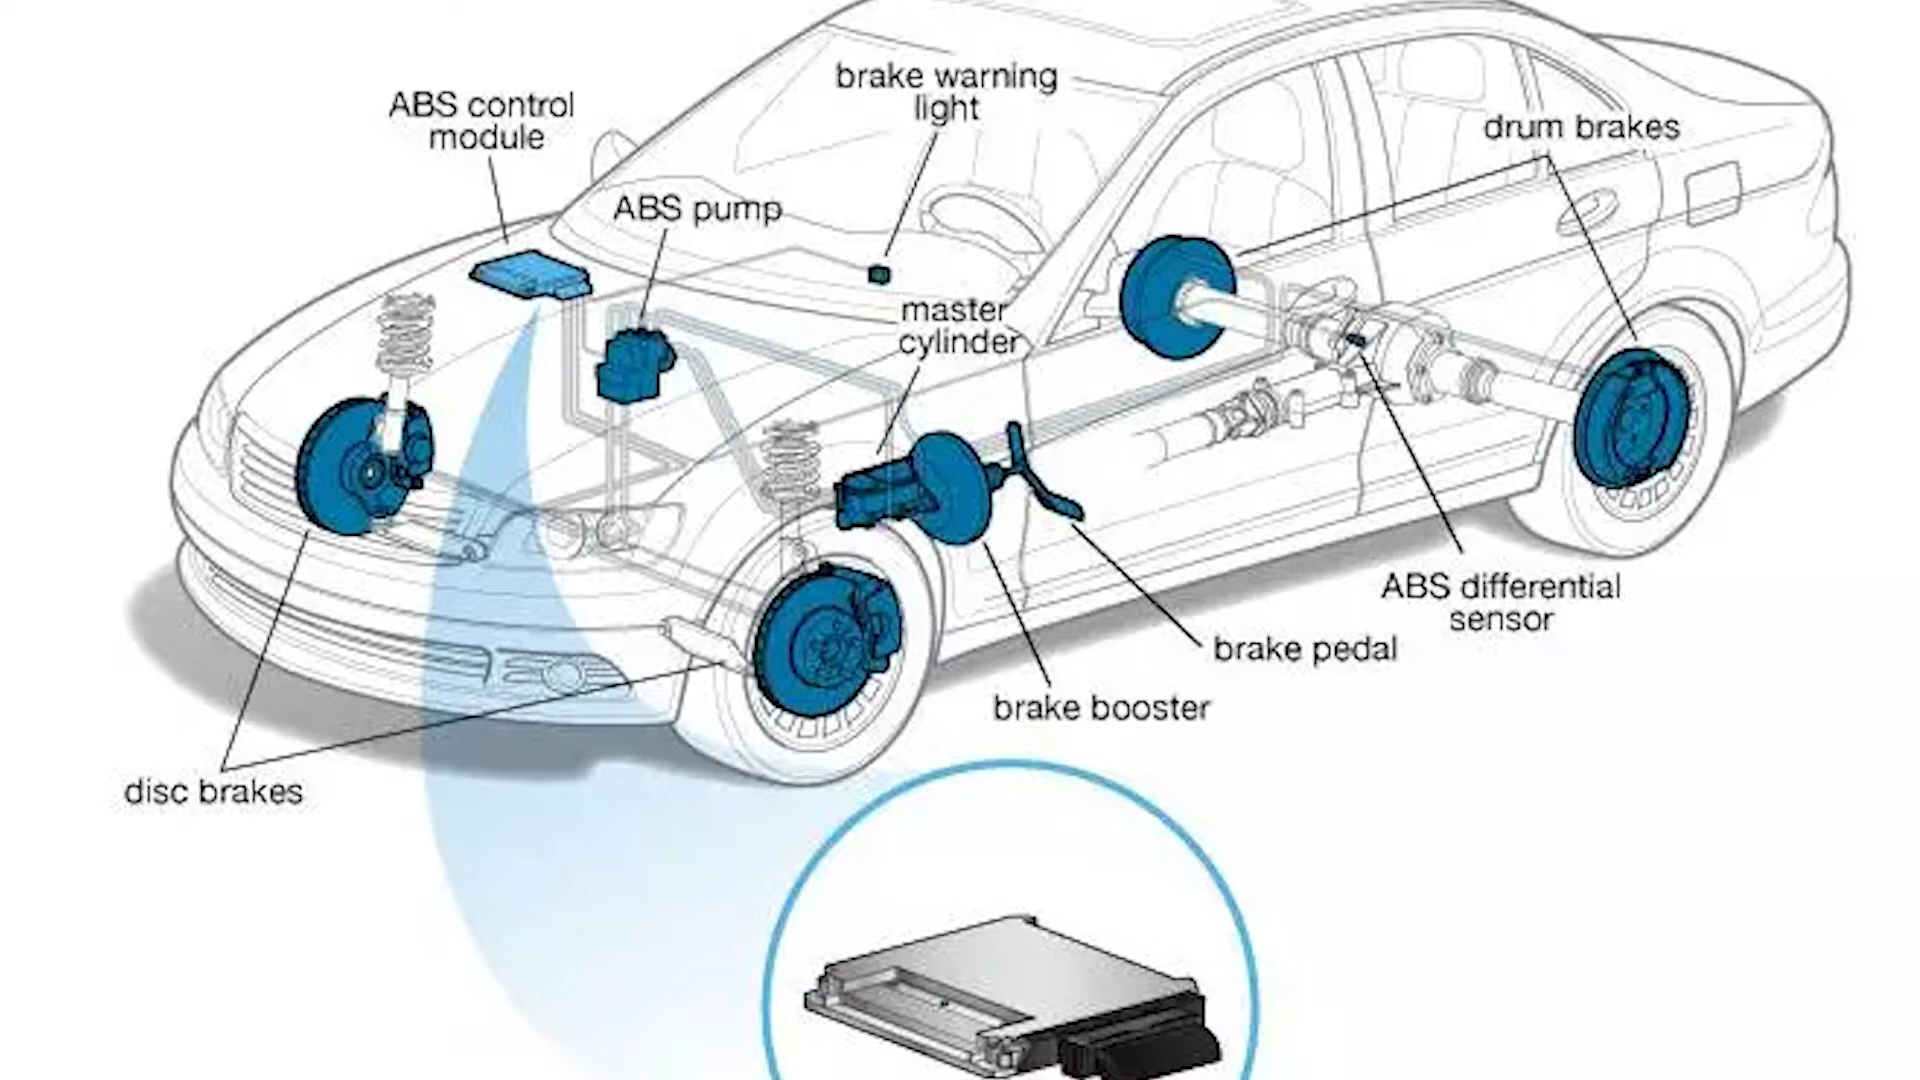 brake warning
light
ABS control
module
drum brakes
ABS pump
master
cylinder
ABS differential
sensor
brake pedal
brake booster
disc brakes